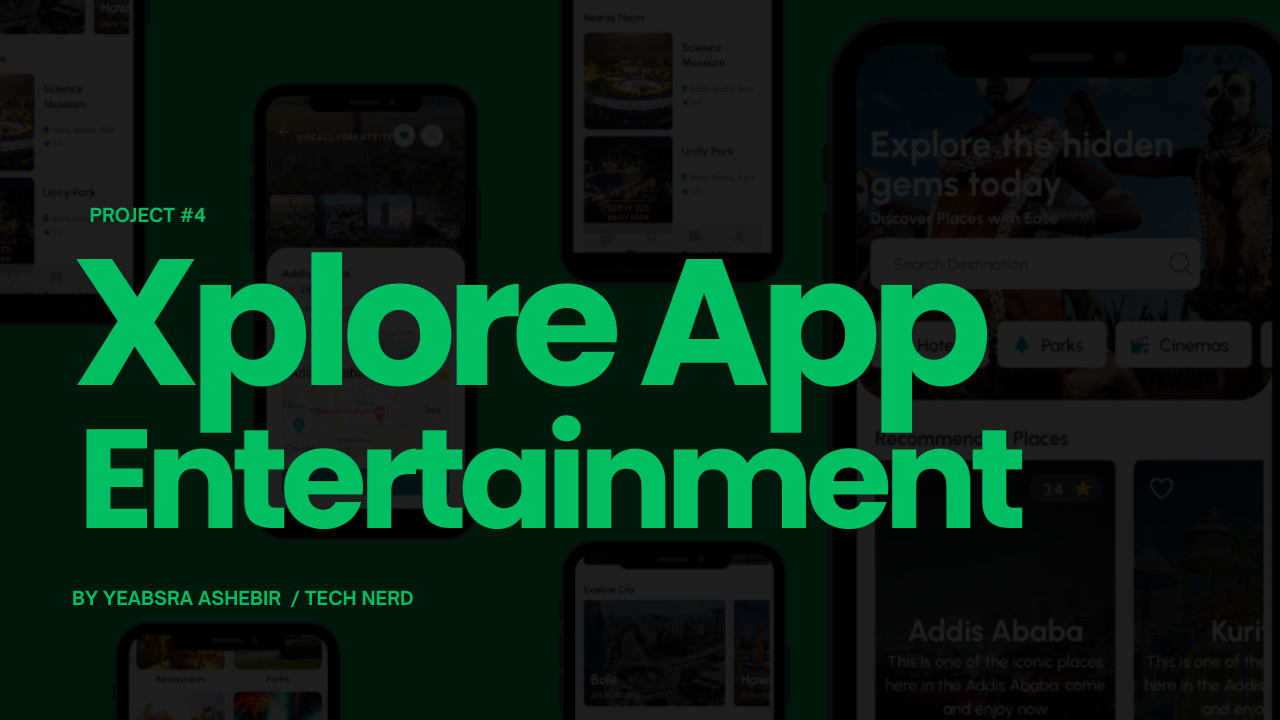 PROJECT #4
Xplore App
Entertainment
BY YEABSRA ASHEBIR / TECH NERD
Science
Museum
Unity Park
@REALLYGREATSITE
Nearby Places
Science
Museum
Unity Park
Explore the hidden
gems today
Discover Places with Ease
Search Destination
Parks
Cinemas
Places
3.4
Addis Ababa
This is one of the iconic places
here in the Addis Ababa. come
and enjoy now
This is one of the
here in the Addis
Restaurants
Parks
Explore City
Bole